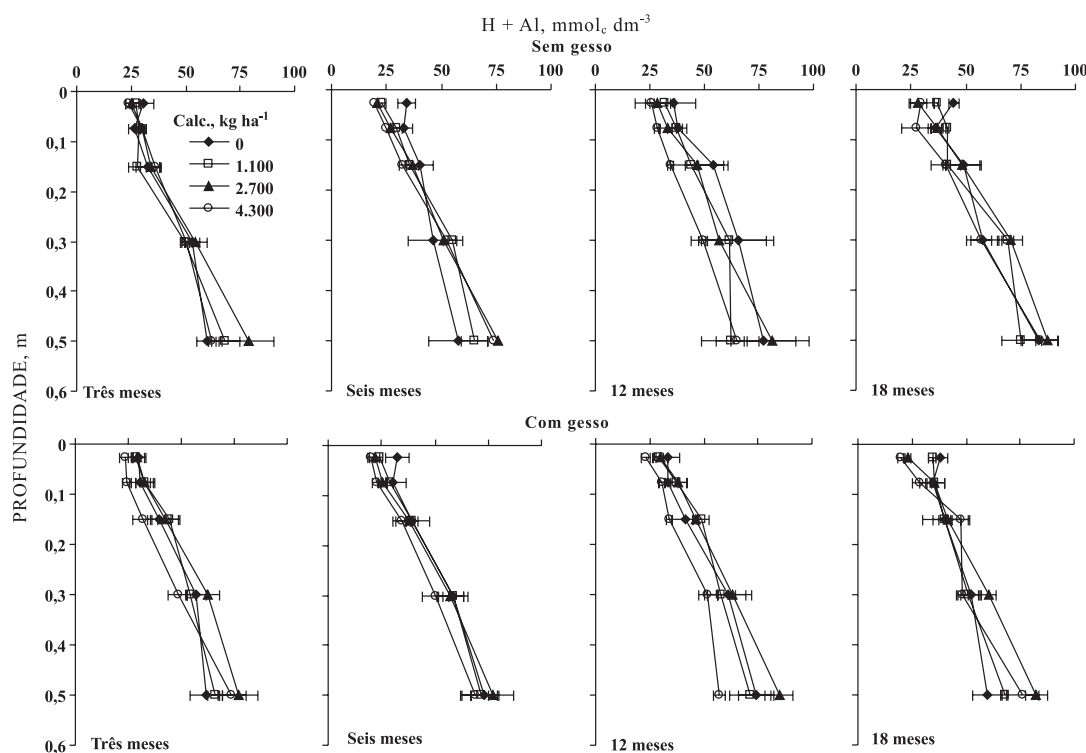 H + Al, mmolc dm-3
Sem gesso
0 25 50 75 100 0 25 50 75 100 0 25 50 75 100 0 25 50 75 100
0
0,1
0,2
0,3
0,4
0,5
0,6
Calc., kg ha-1
0
1.100
2.700
4.300
Três meses Seis meses 12 meses 18 meses
PROFUNDIDADE, m
Com gesso
0
0,1
0,2
0,3
0,4
0,5
0,6
Três meses Seis meses 12 meses 18 meses